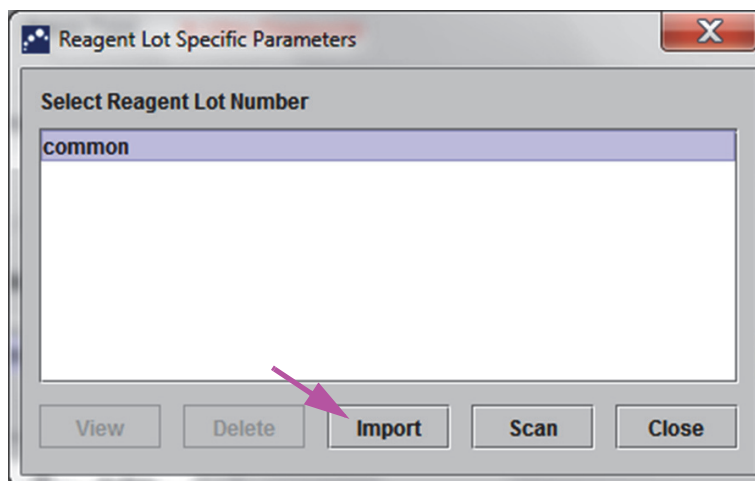 Reagent Lot Specific Parameters
Select Reagent Lot Number
common
View Delete Import Scan Close